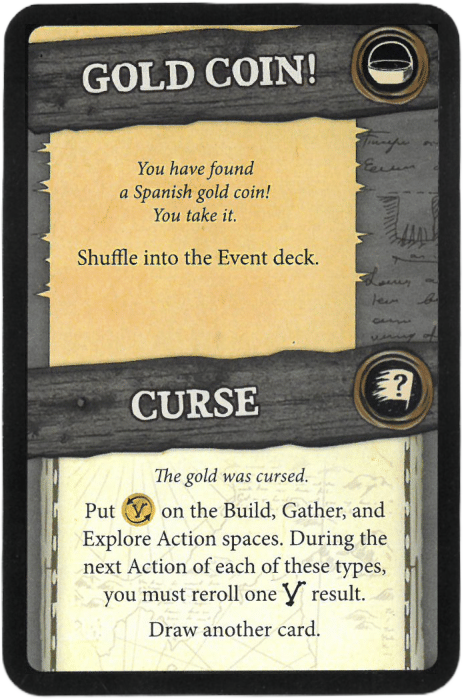 GOLD COIN!
You have found
a Spanish gold coin!
You take it.
Shuffle into the Event deck.
CURSE
?
The gold was cursed.
Put on the Build, Gather, and
Explore Action spaces. During the
next Action of each of these types,
you must reroll one result.
Draw another card.